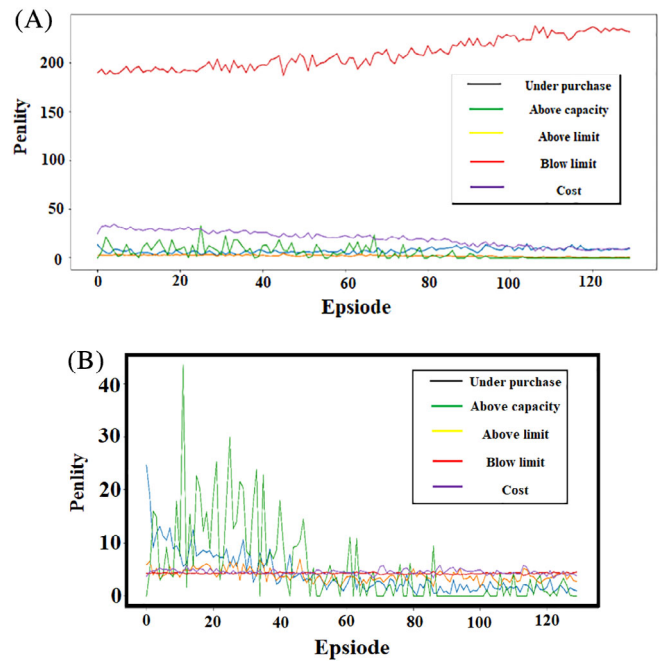 (A)
200
150
100
50
0
Penlity
Under purchase
Above capacity
Above limit
Blow limit
Cost
0 20 40 60 80 100 120
Epsiode
(B)
40
30
20
10
0
Penlity
Under purchase
Above capacity
Above limit
Blow limit
Cost
0 20 40 60 80 100 120
Epsiode